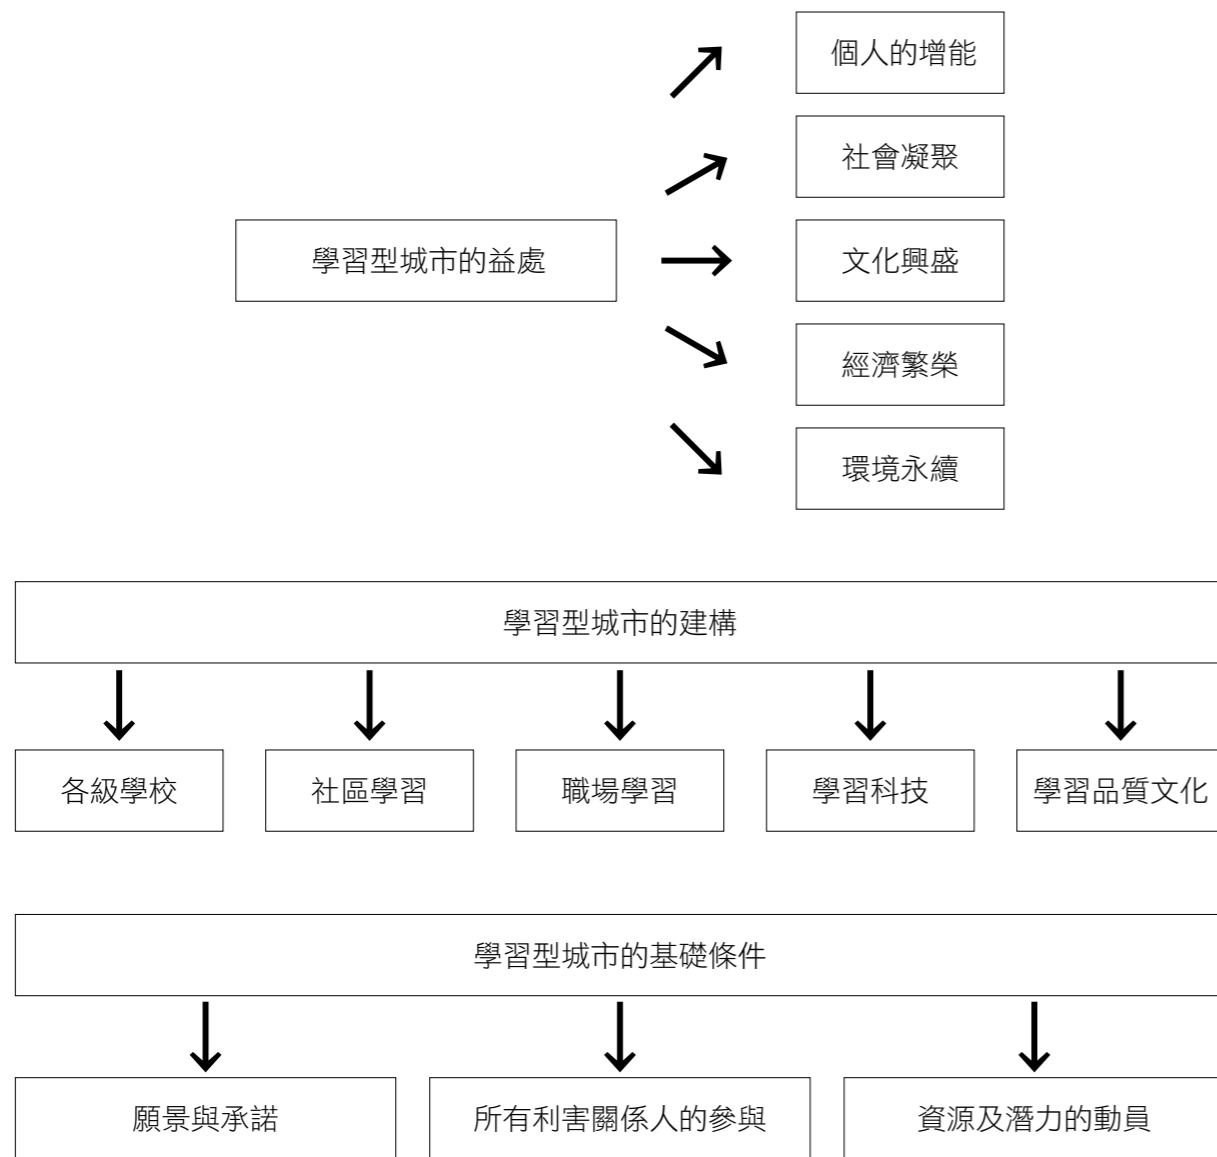 個人的增能
社會凝聚
學習型城市的益處
文化興盛
經濟繁榮
環境永續
學習型城市的建構
各級學校
社區學習
職場學習
學習科技
學習品質文化
學習型城市的基礎條件
願景與承諾
所有利害關係人的參與
資源及潛力的動員